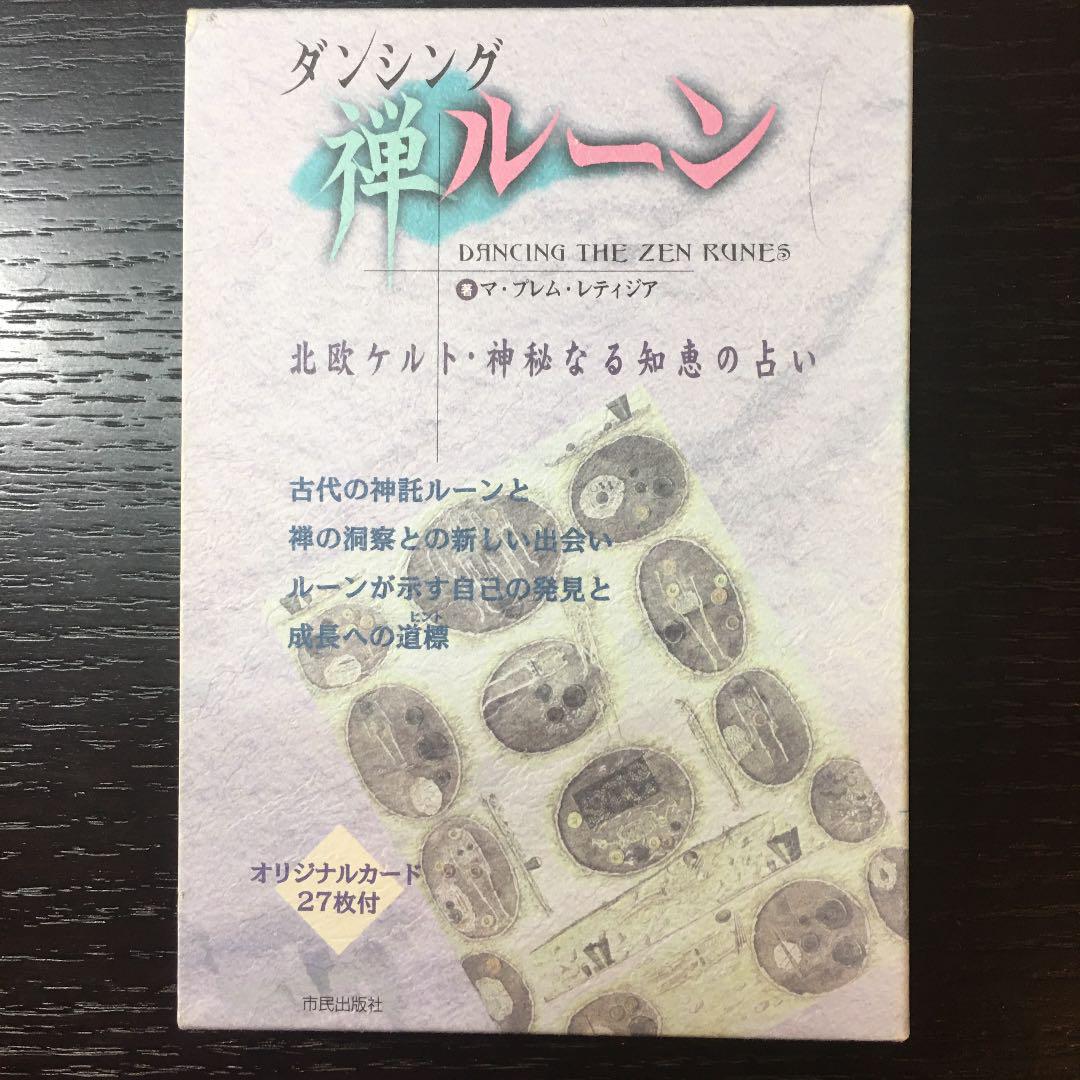 ダンシング
禅ルーン
DANCING THE ZEN RUNES
著 マ・プレム・レティジア
北欧ケルト・神秘なる知恵の占い
古代の神託ルーンと
禅の洞察との新しい出会い
ルーンが示す自己の発見と
ヒント
成長への道標
オリジナルカード
27枚付
市民出版社